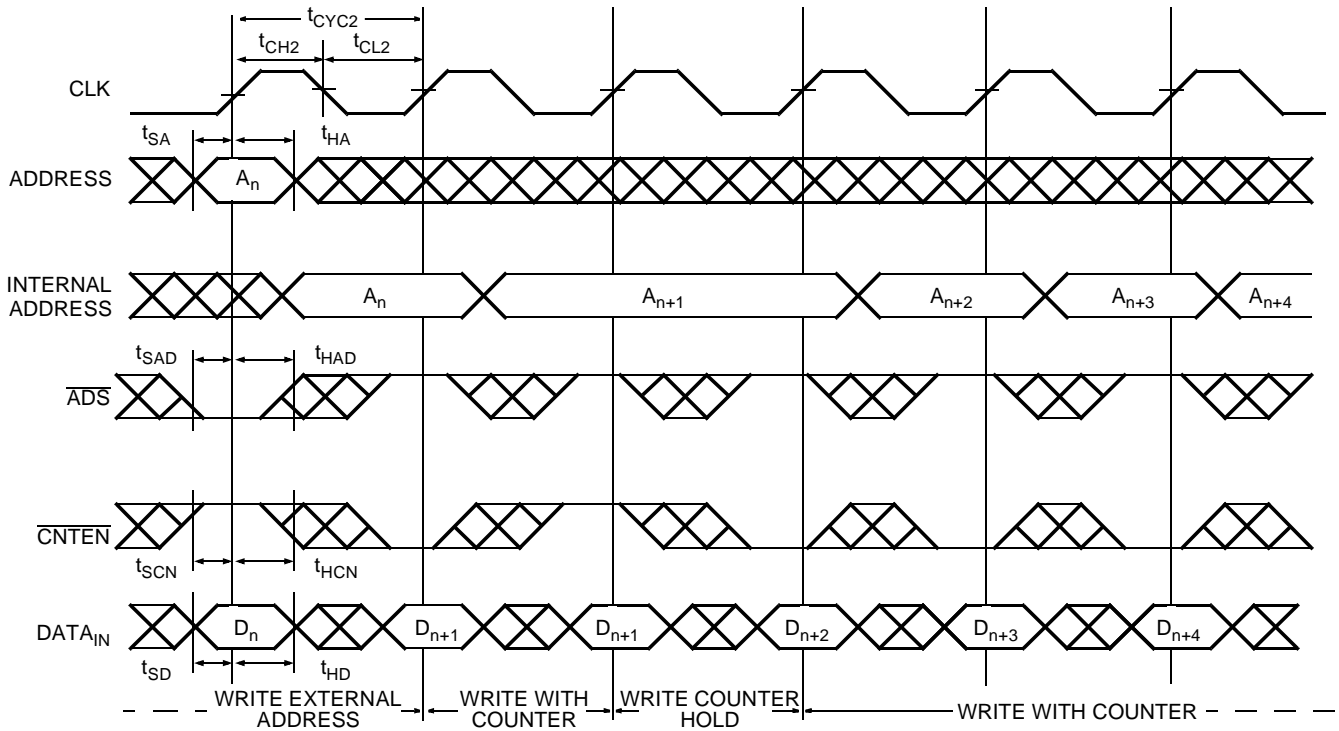 tCYC2
tCH2
tCL2
CLK
tSA
tHA
ADDRESS
An
INTERNAL
ADDRESS
An
An+1
An+2
An+3
An+4
tSAD
tHAD
ADS
CNTEN
tSCN
tHCN
DATAIN
Dn
Dn+1
Dn+1
Dn+2
Dn+3
Dn+4
tSD
tHD
WRITE EXTERNAL
ADDRESS
WRITE WITH
COUNTER
WRITE COUNTER
HOLD
WRITE WITH COUNTER